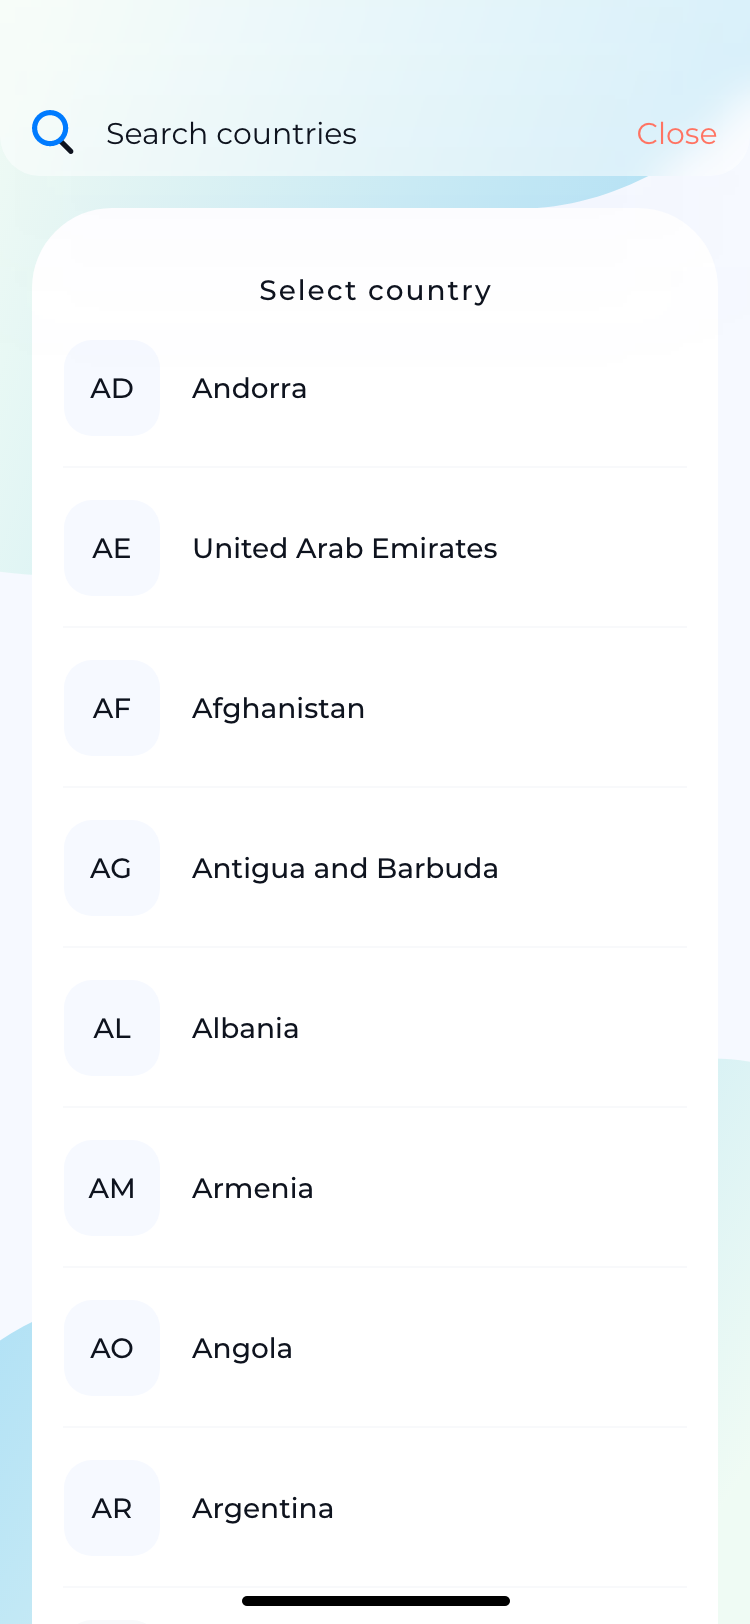 Search countries Close
Select country
AD Andorra
AE United Arab Emirates
AF Afghanistan
AG Antigua and Barbuda
AL Albania
AM Armenia
AO Angola
AR Argentina